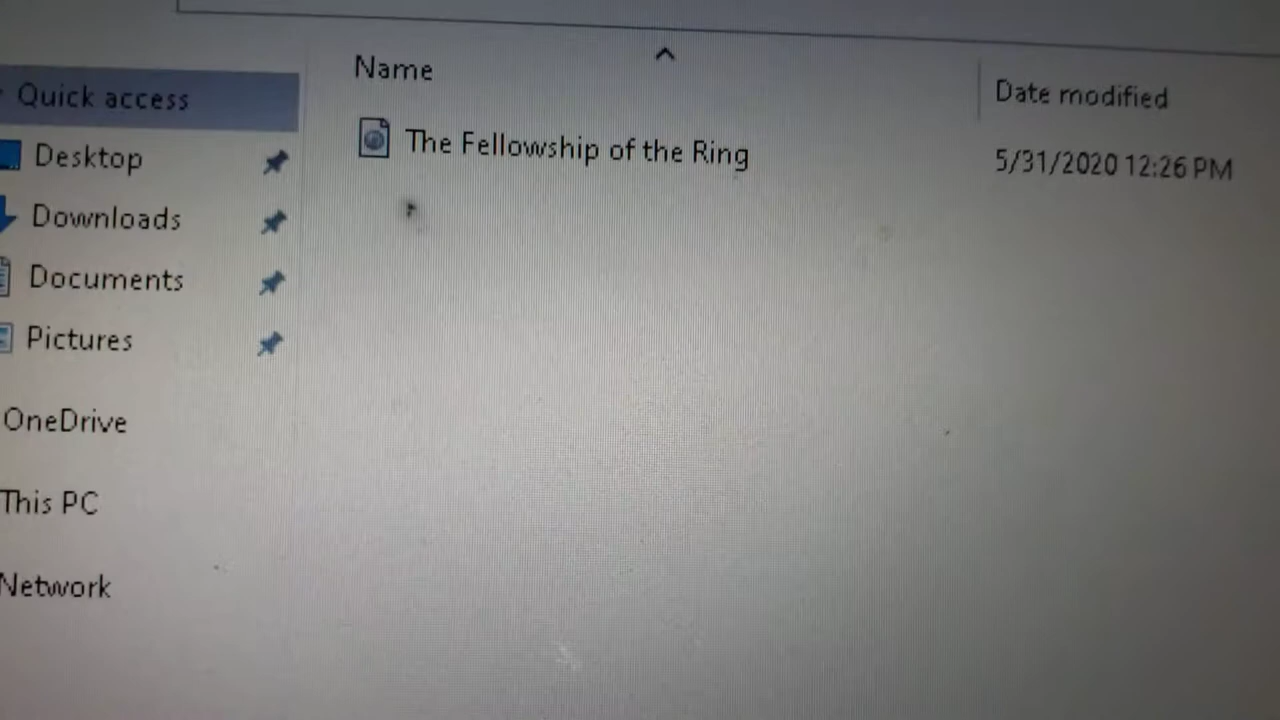 Name
Date modified
Quick access
The Fellowship of the Ring
5/31/2020 12:26 PM
Desktop
Downloads
Documents
Pictures
OneDrive
This PC
Network